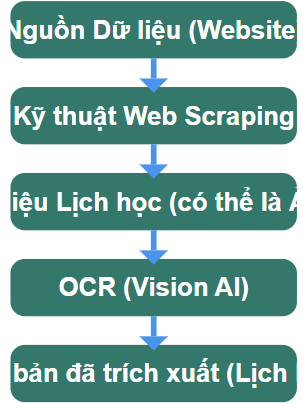 Nguồn Dữ liệu (Website
Kỹ thuật Web Scraping
iệu Lịch học (có thể là Ả
OCR (Vision AI)
bản đã trích xuất (Lịch